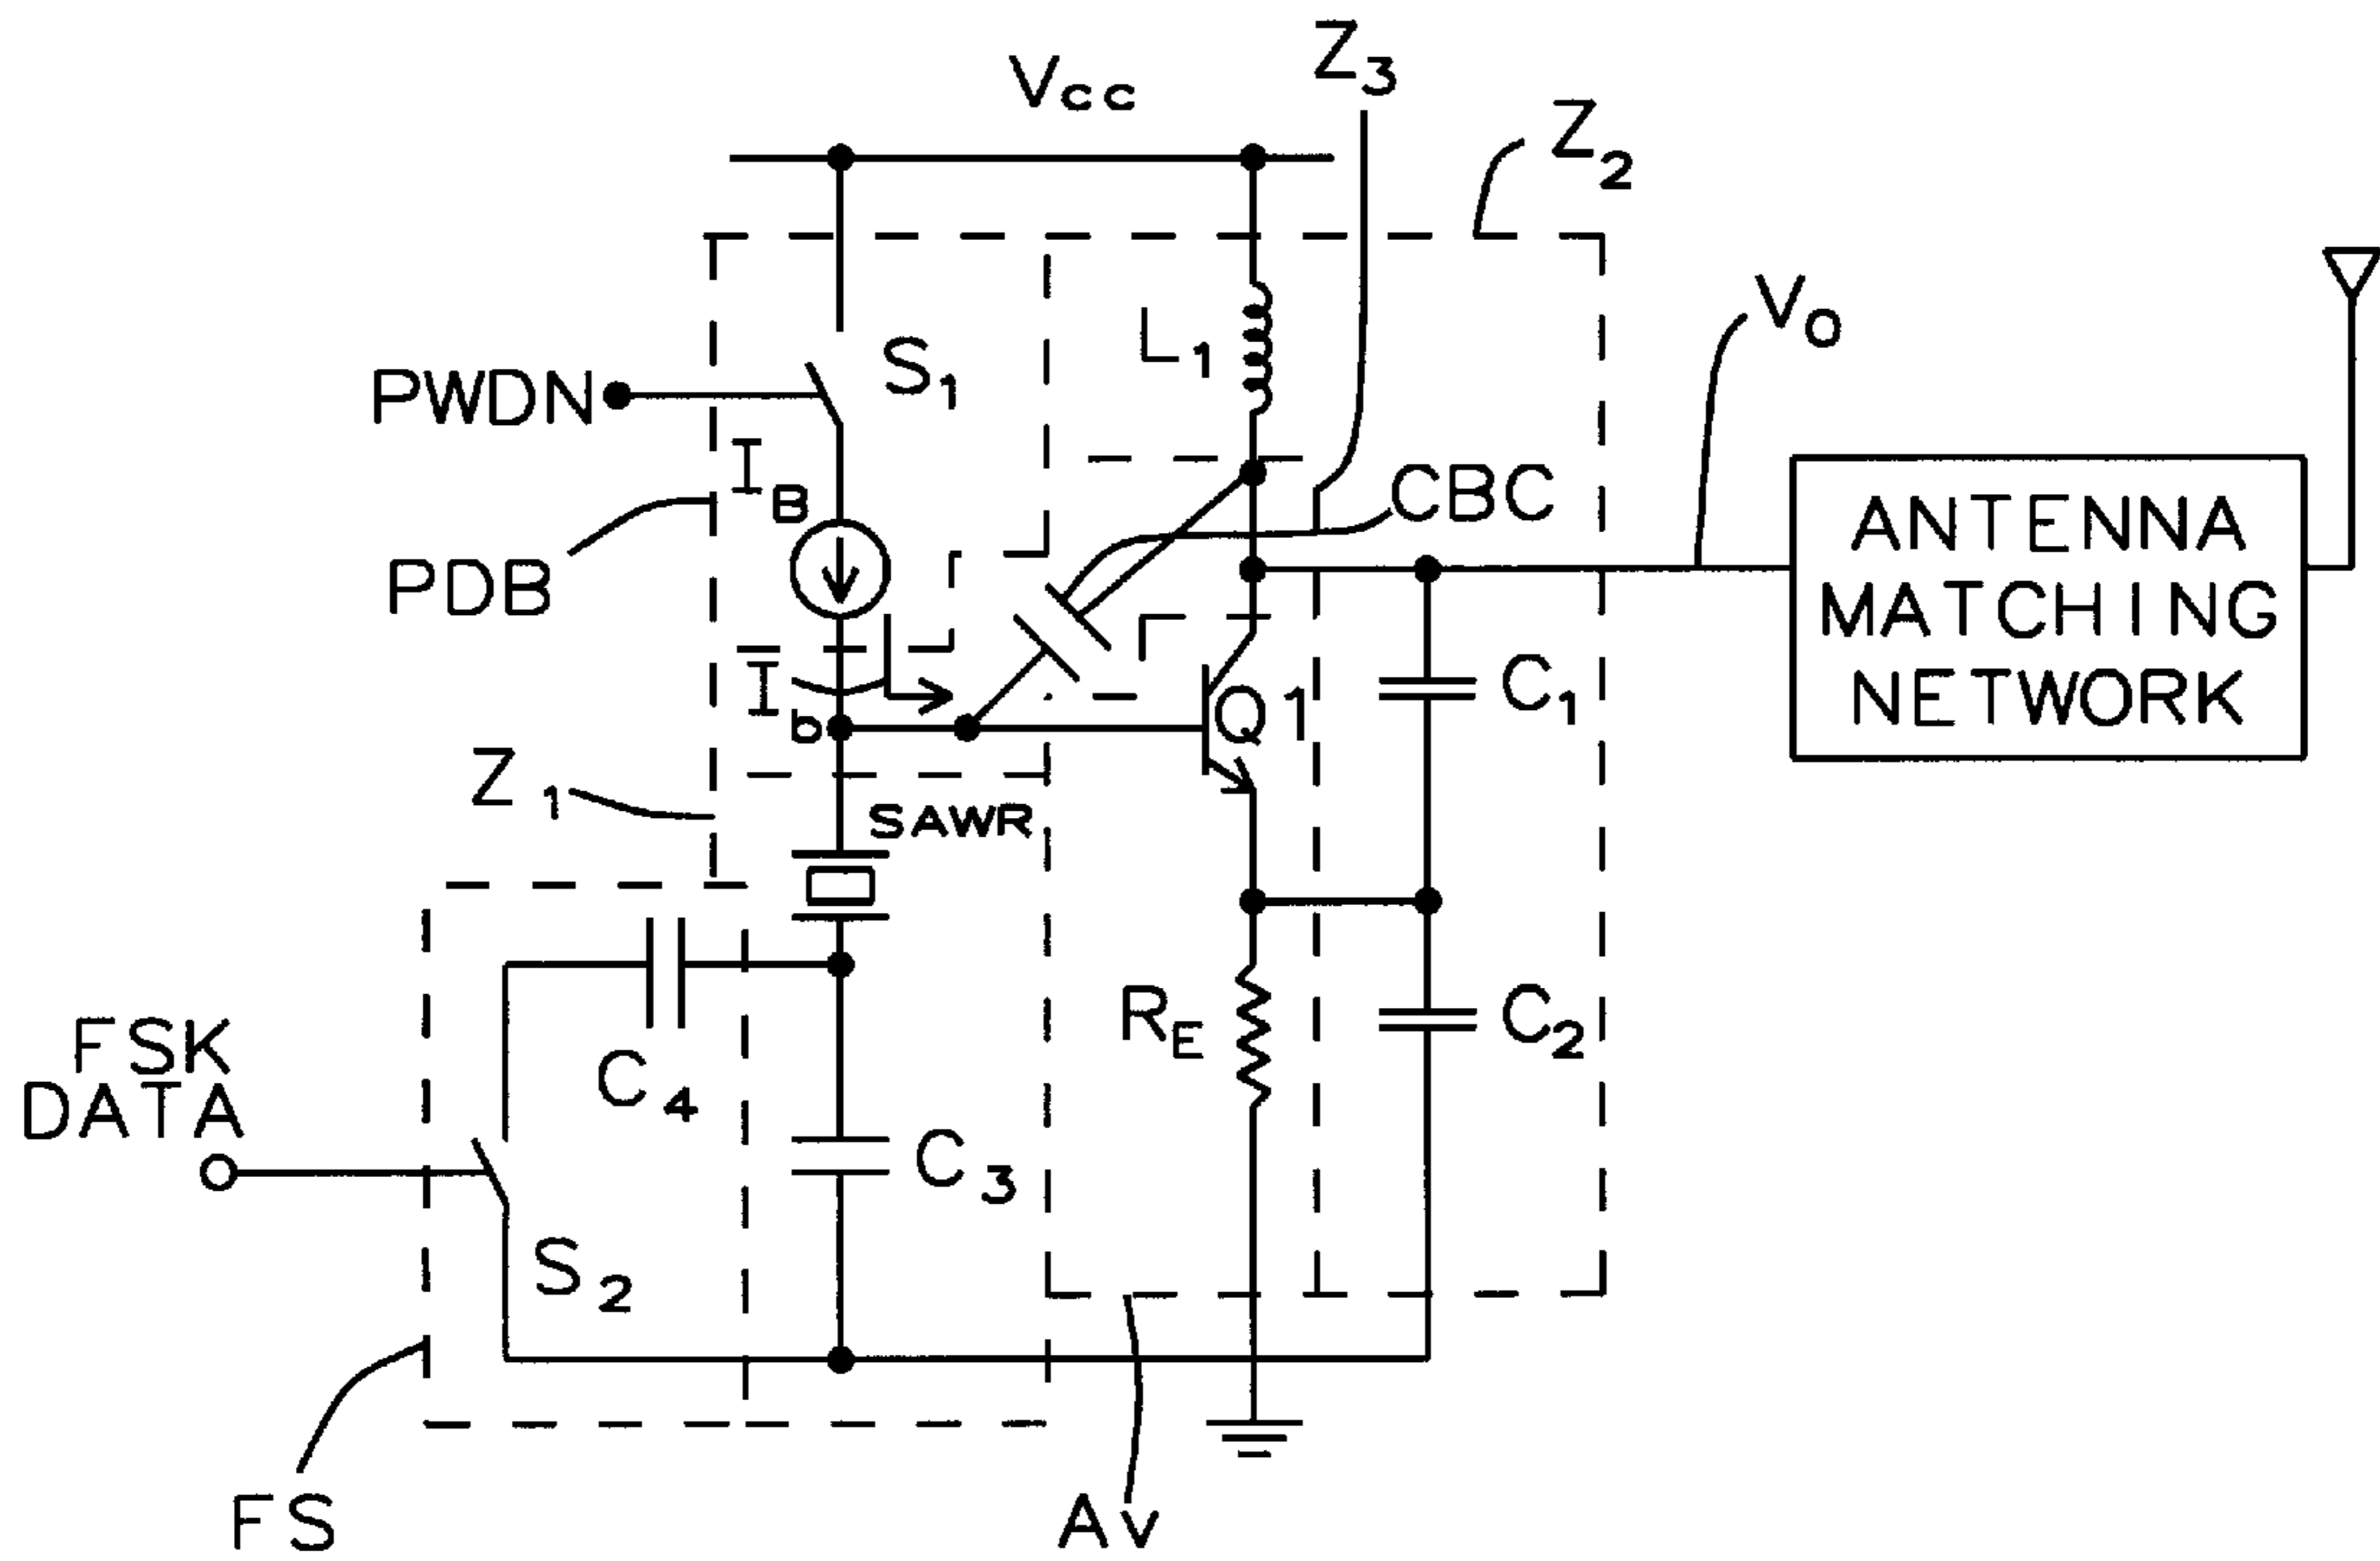 Z3
Vcc
Z2
VO
L1
S1
PWDN
IB
CBC
PDB
ANTENNA
MATCHING
NETWORK
Ib
Q1
C1
Z1
SAWR
RE
C2
FSK
DATA
C4
C3
S2
FS
AV